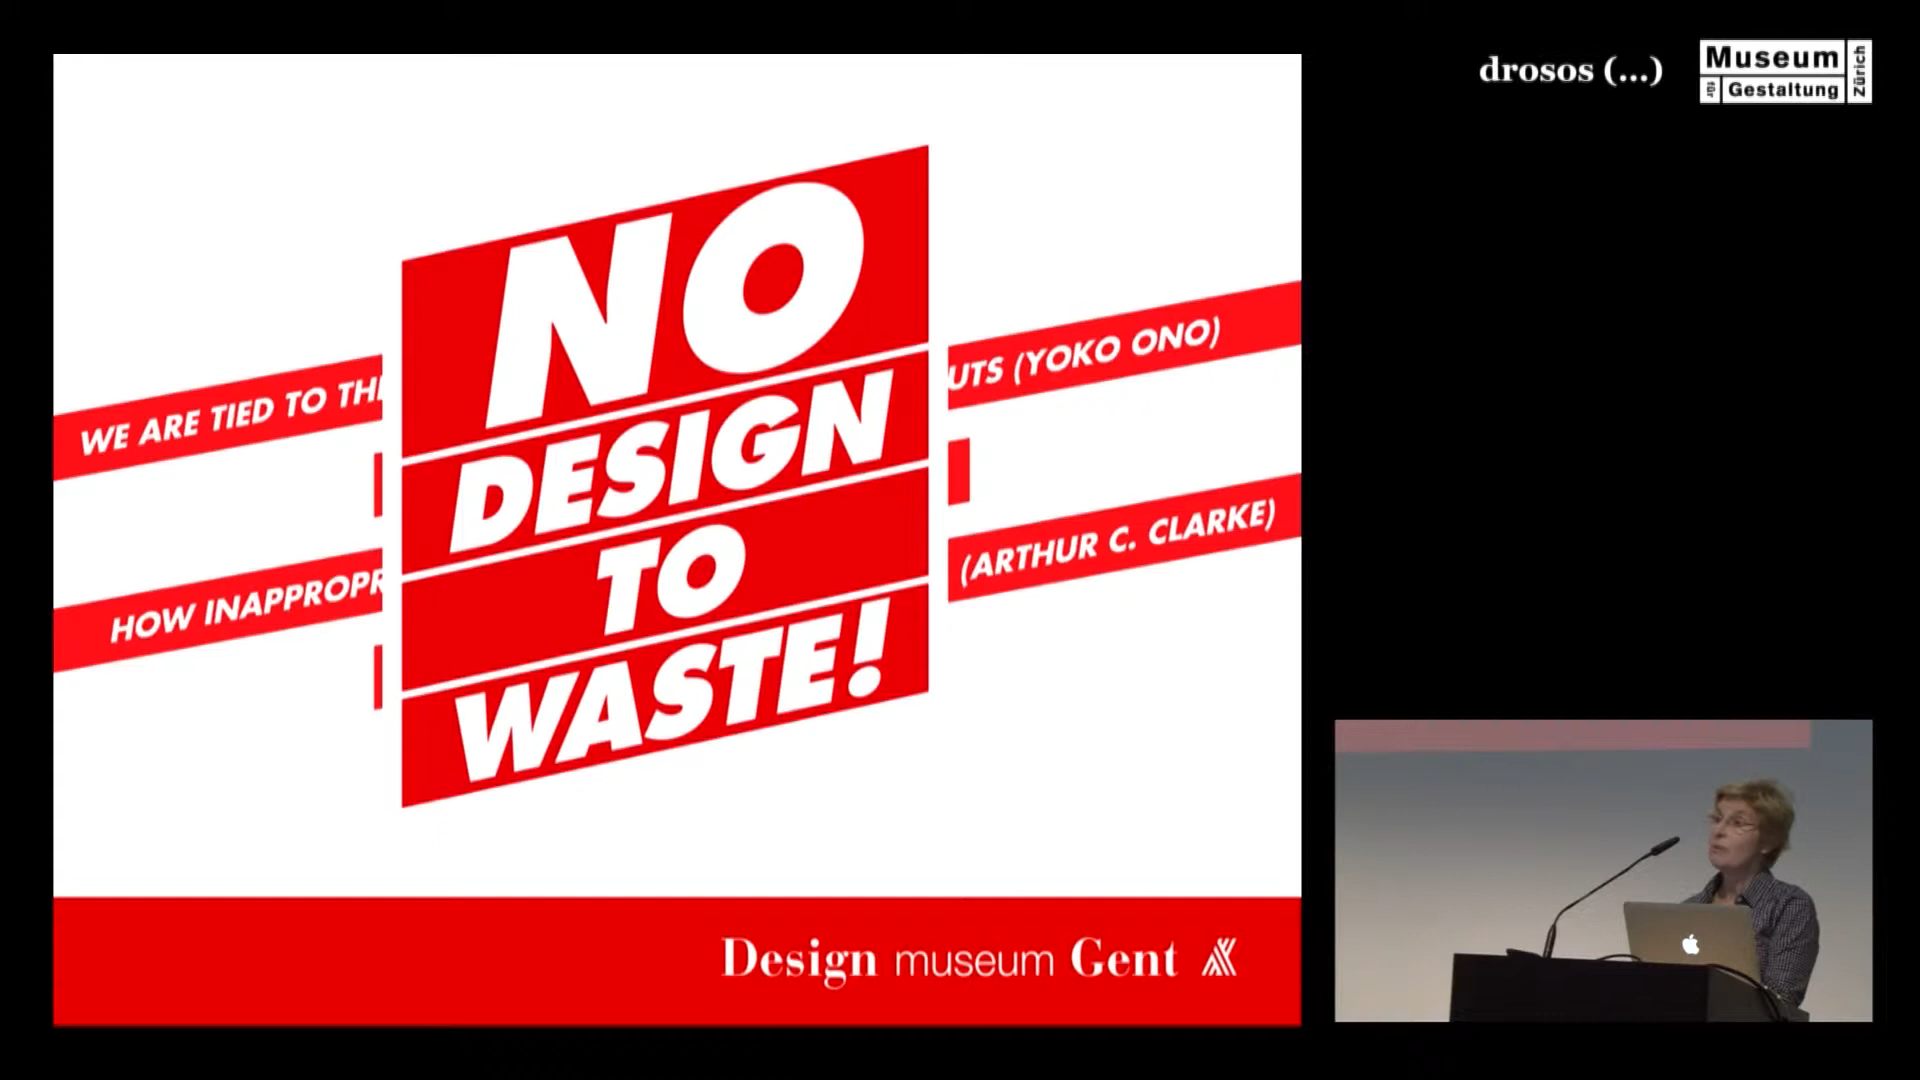 drosos (...)
Museum
für Gestaltung
Zürich
NO
DESIGN
TO
WASTE!
WE ARE TIED TO
UTS (YOKO ONO)
HOW INAPPROPR
(ARTHUR C. CLARKE)
Design museum Gent